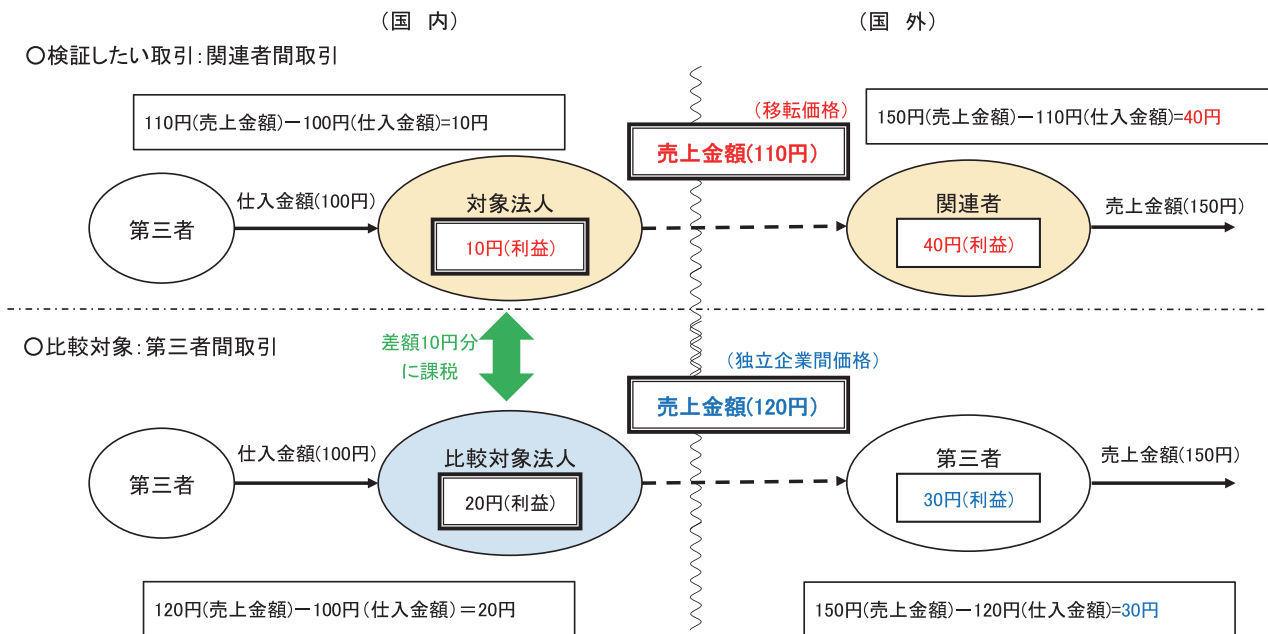 (国　内)
(国　外)
○検証したい取引：関連者間取引
110円(売上金額)－100円(仕入金額)=10円
(移転価格)
売上金額(110円)
150円(売上金額)－110円(仕入金額)=40円
第三者
仕入金額(100円)
対象法人
10円(利益)
関連者
40円(利益)
売上金額(150円)
○比較対象：第三者間取引
差額10円分
に課税
(独立企業間価格)
売上金額(120円)
第三者
仕入金額(100円)
比較対象法人
20円(利益)
第三者
30円(利益)
売上金額(150円)
120円(売上金額)－100円(仕入金額)＝20円
150円(売上金額)－120円(仕入金額)=30円